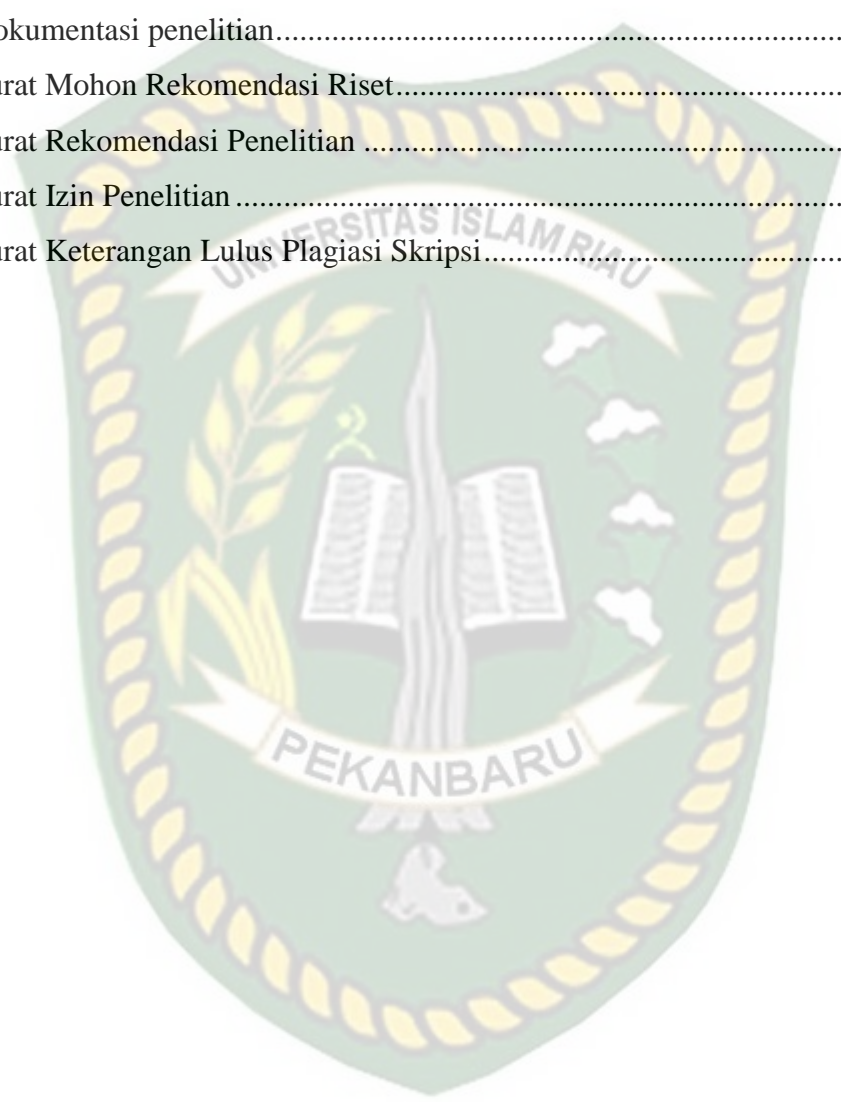 okumentasi penelitian
urat Mohon Rekomendasi Riset
urat Rekomendasi Penelitian
urat Izin Penelitian
urat Keterangan Lulus Plagiasi Skripsi
UNIVERSITAS ISLAM RIAU
PEKANBARU